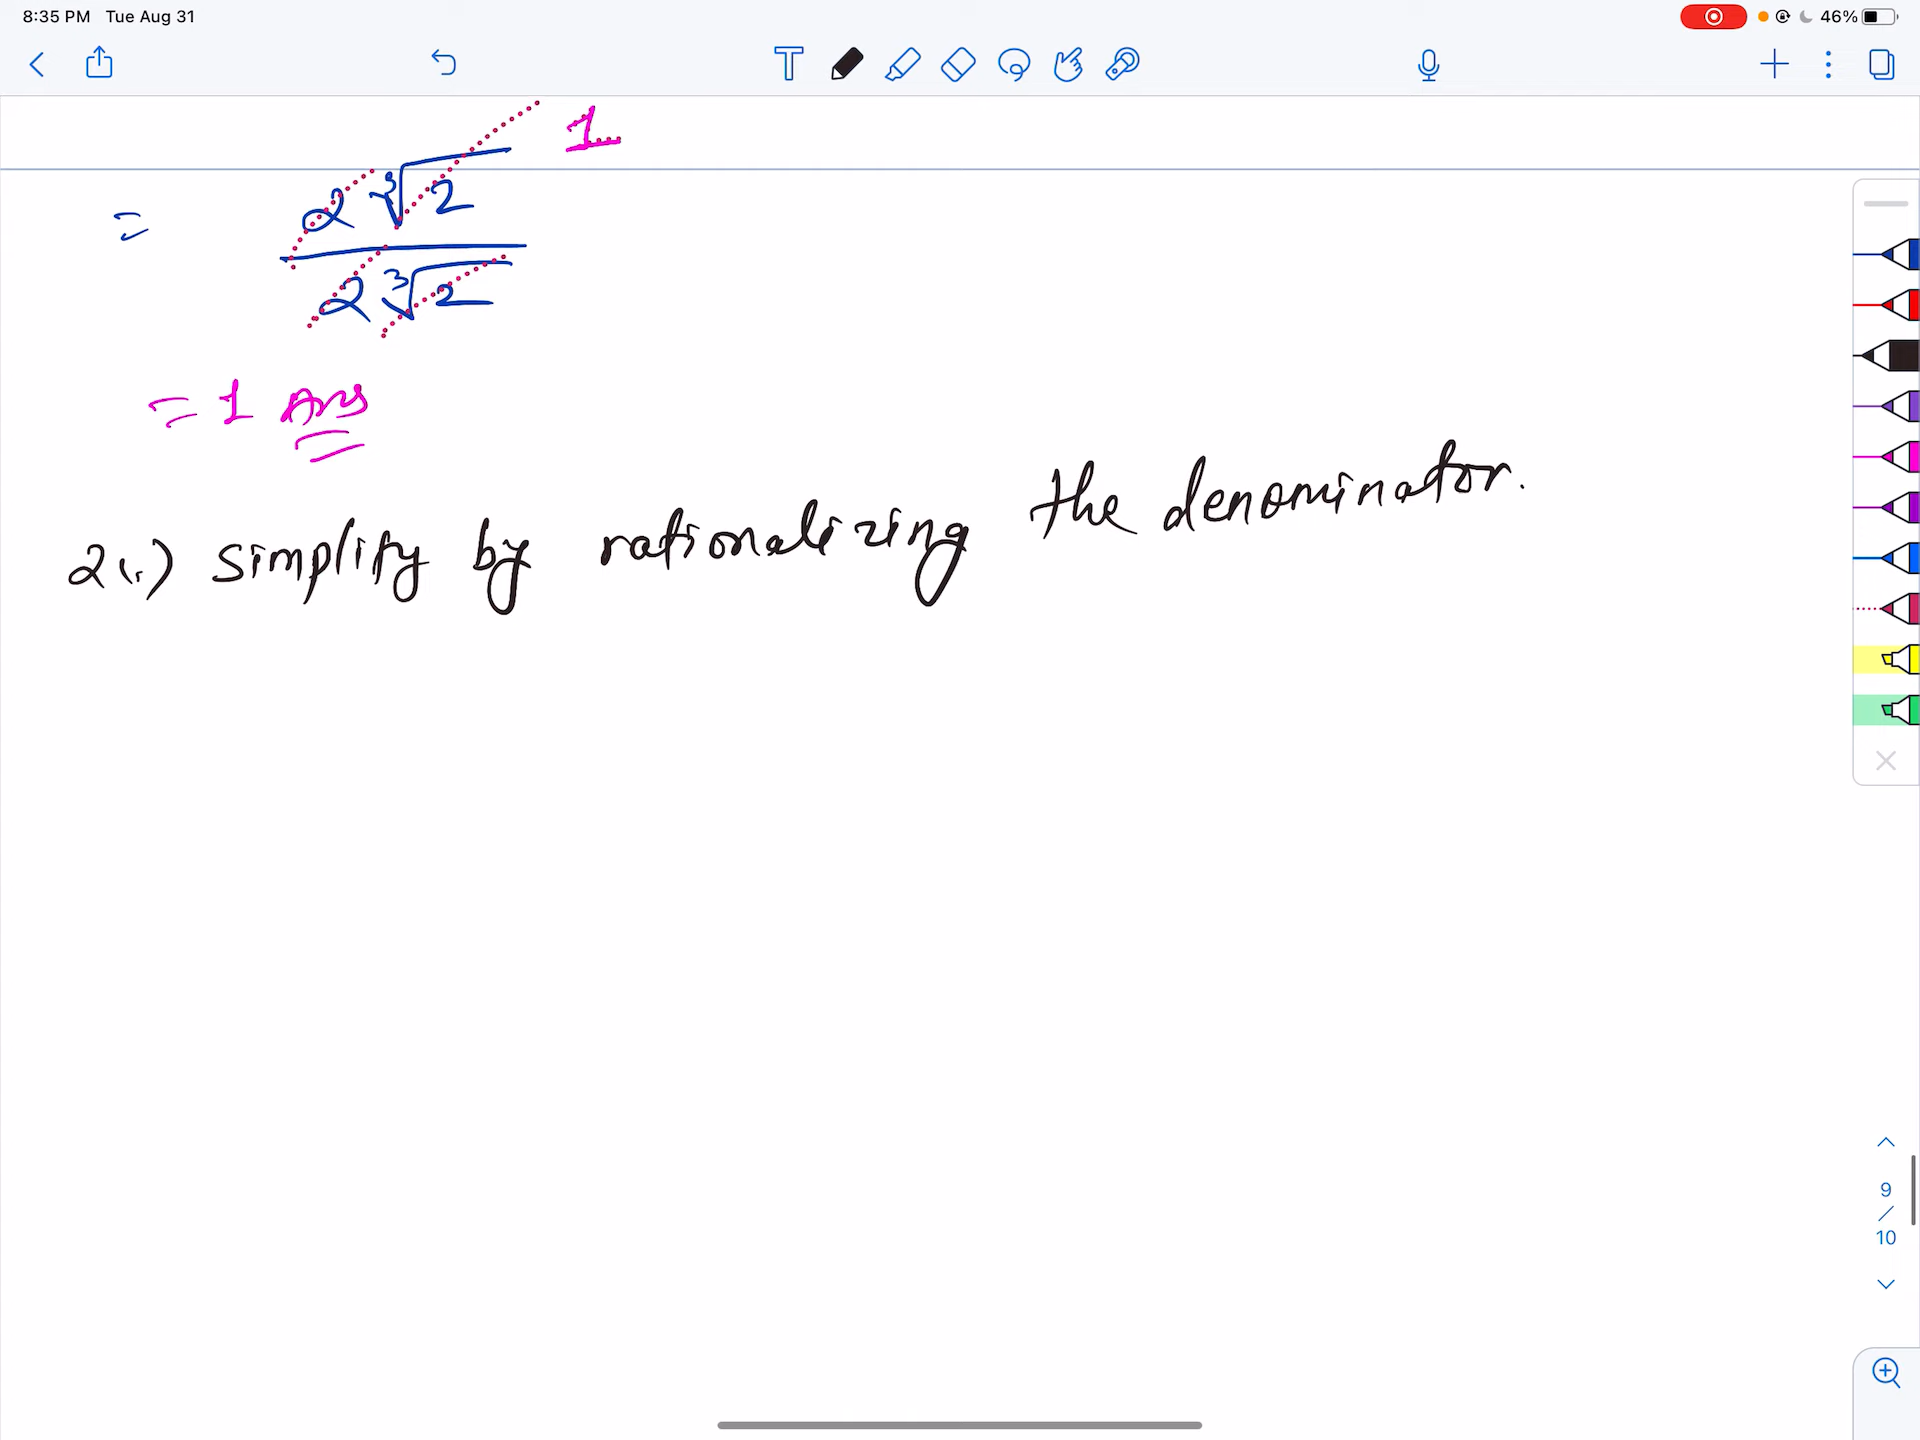 8:35 PM Tue Aug 31
46%
1
= 2 ∛2
2 ∛2
= 1 Ans
2 (i) simplify by rationalizing the denominator.
9
/
10